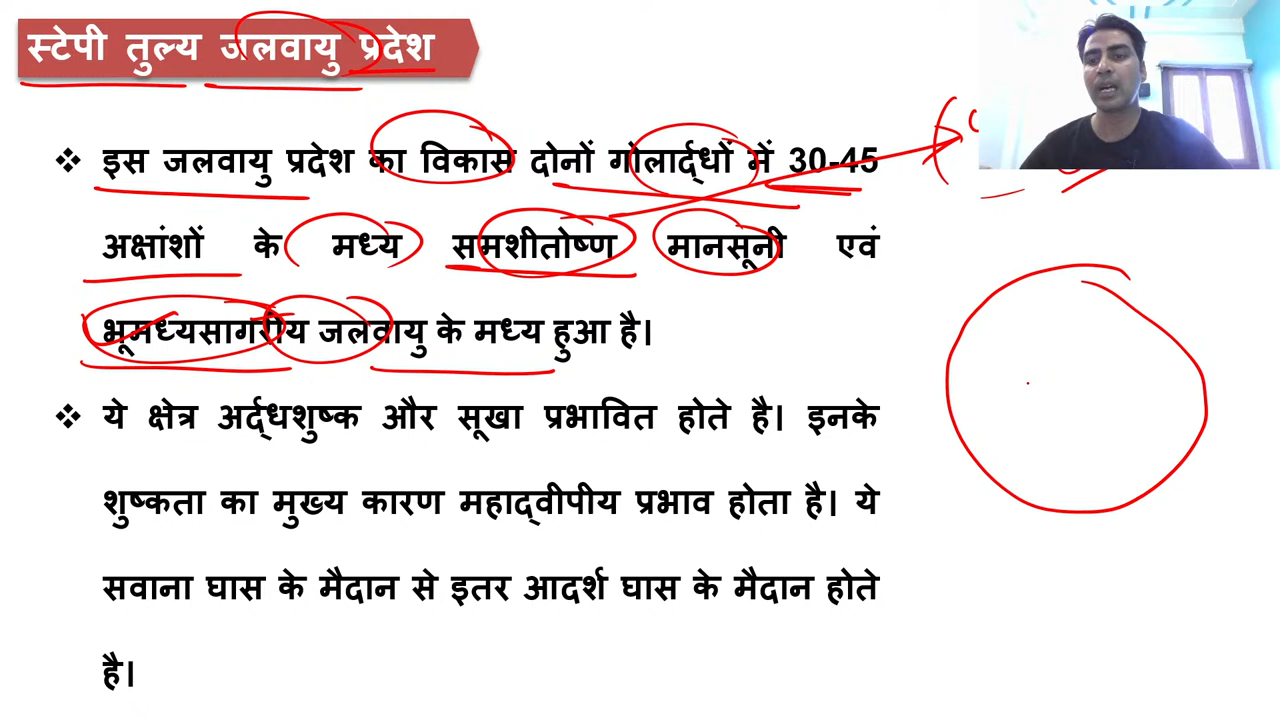 स्टेपी तुल्य जलवायु प्रदेश
❖ इस जलवायु प्रदेश का विकास दोनों गोलार्द्धों में 30-45
अक्षांशों के मध्य समशीतोष्ण मानसूनी एवं
भूमध्यसागरीय जलवायु के मध्य हुआ है।
❖ ये क्षेत्र अर्द्धशुष्क और सूखा प्रभावित होते है। इनके
शुष्कता का मुख्य कारण महाद्वीपीय प्रभाव होता है। ये
सवाना घास के मैदान से इतर आदर्श घास के मैदान होते
है।